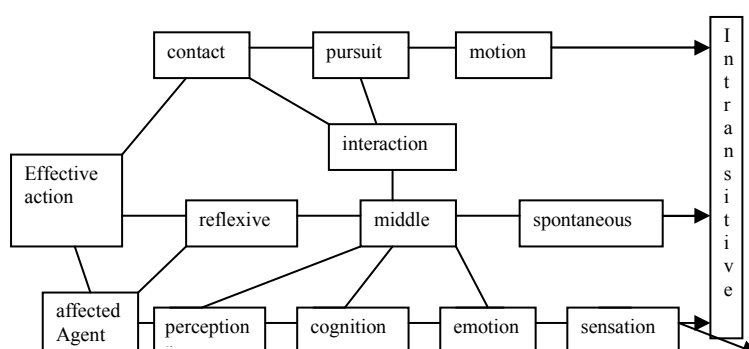 contact
pursuit
motion
Intransitive
interaction
Effective
action
reflexive
middle
spontaneous
affected
Agent
perception
cognition
emotion
sensation